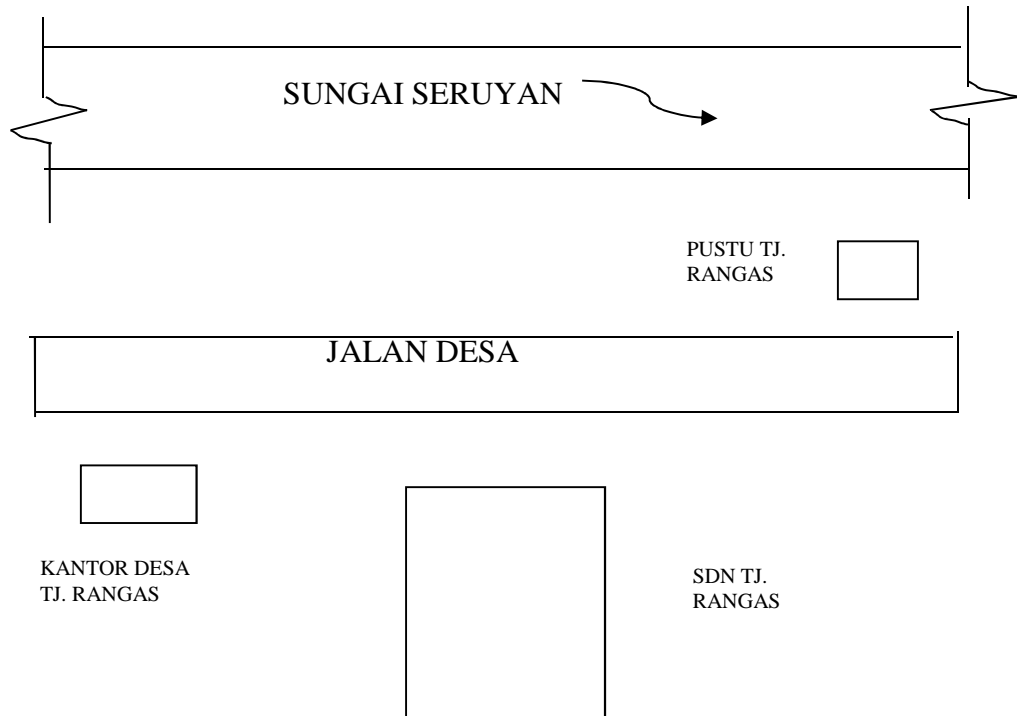 SUNGAI SERUYAN
PUSTU TJ.
RANGAS
JALAN DESA
KANTOR DESA
TJ. RANGAS
SDN TJ.
RANGAS